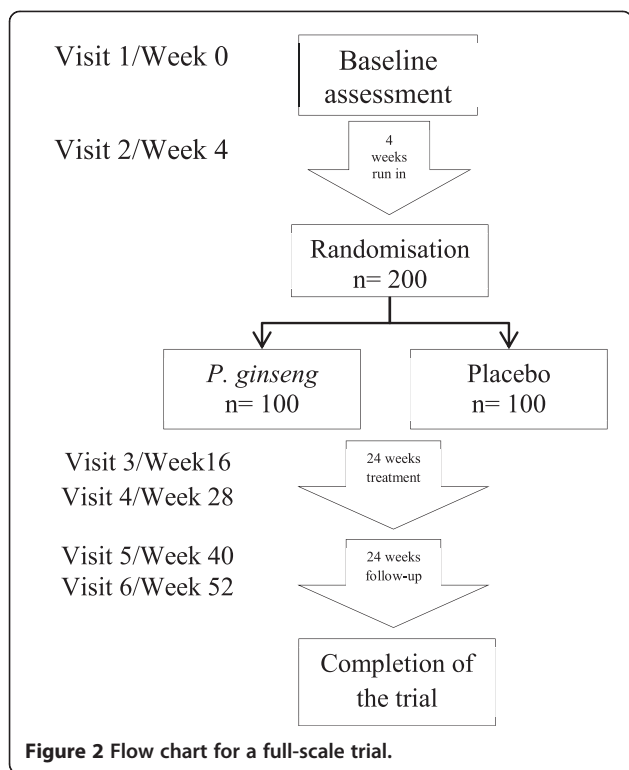 Visit 1/Week 0
Baseline
assessment
Visit 2/Week 4
4
weeks
run in
Randomisation
n= 200
P. ginseng
n= 100
Placebo
n= 100
Visit 3/Week16
Visit 4/Week 28
24 weeks
treatment
Visit 5/Week 40
Visit 6/Week 52
24 weeks
follow-up
Completion of
the trial
Figure 2 Flow chart for a full-scale trial.